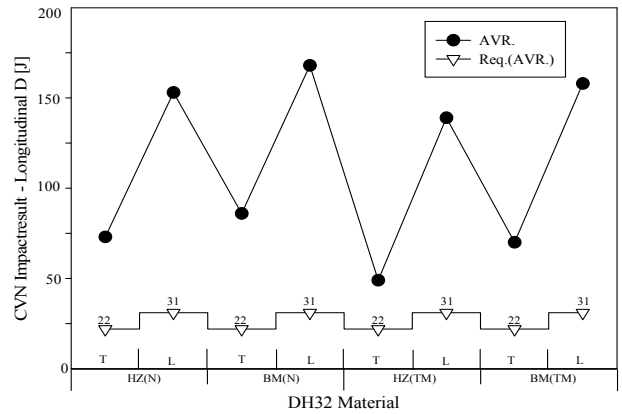 200
150
100
50
0
CVN Impactresult - Longitudinal D [J]
AVR.
Req.(AVR.)
22 31 22 31 22 31 22 31
T L T L T L T L
HZ(N) BM(N) HZ(TM) BM(TM)
DH32 Material